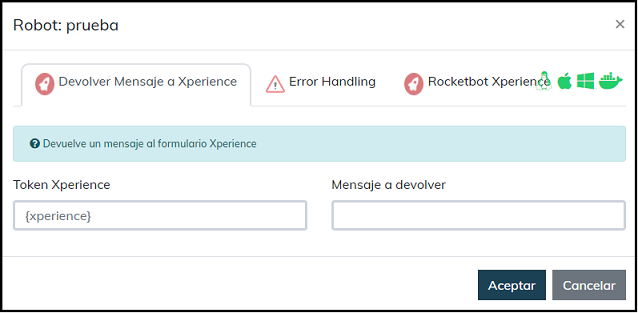 Robot: prueba
×
Devolver Mensaje a Xperience
Error Handling
Rocketbot Xperience
Devuelve un mensaje al formulario Xperience
Token Xperience
Mensaje a devolver
{xperience}
Aceptar
Cancelar